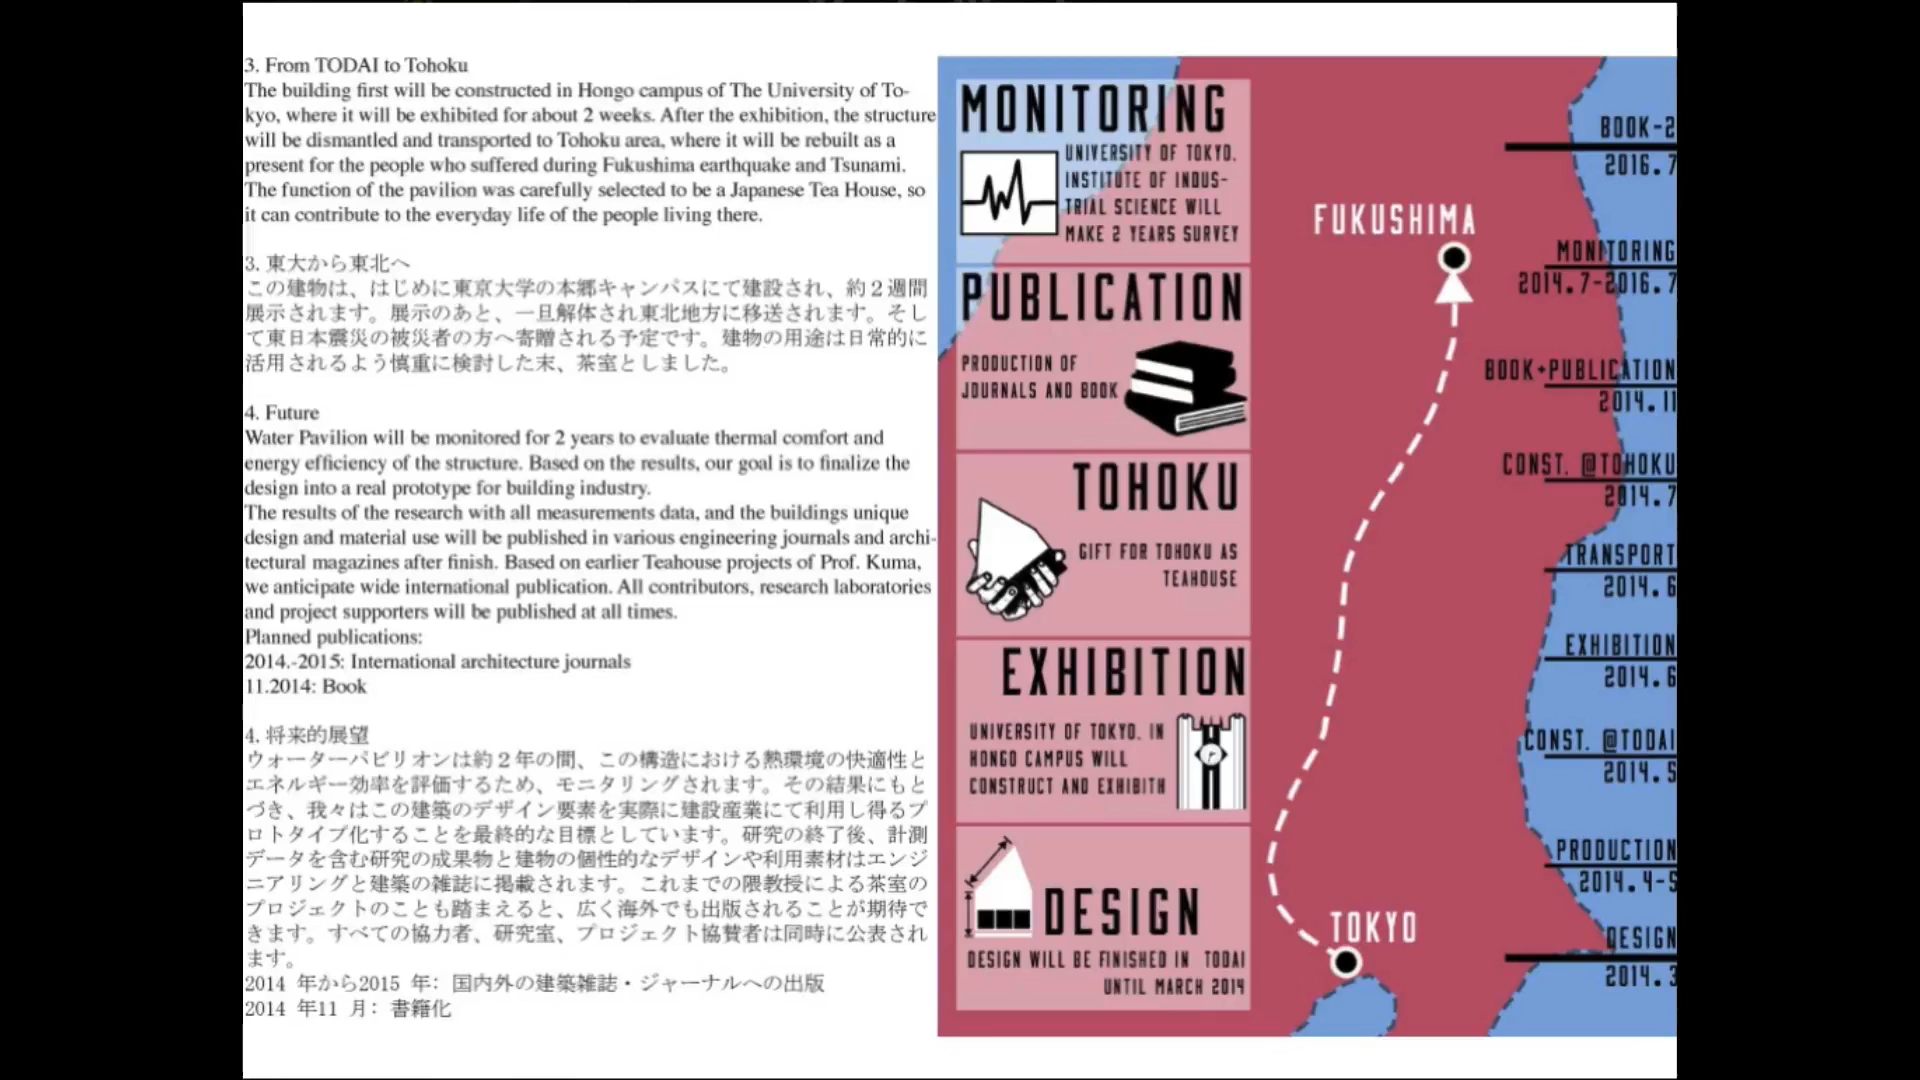 3. From TODAI to Tohoku
The building first will be constructed in Hongo campus of The University of To-
kyo, where it will be exhibited for about 2 weeks. After the exhibition, the structure
will be dismantled and transported to Tohoku area, where it will be rebuilt as a
present for the people who suffered during Fukushima earthquake and Tsunami.
The function of the pavilion was carefully selected to be a Japanese Tea House, so
it can contribute to the everyday life of the people living there.
3. 東大から東北へ
この建物は、はじめに東京大学の本郷キャンパスにて建設され、約２週間
展示されます。展示のあと、一旦解体され東北地方に移送されます。そし
て東日本震災の被災者の方へ寄贈される予定です。建物の用途は日常的に
活用されるよう慎重に検討した末、茶室としました。
4. Future
Water Pavilion will be monitored for 2 years to evaluate thermal comfort and
energy efficiency of the structure. Based on the results, our goal is to finalize the
design into a real prototype for building industry.
The results of the research with all measurements data, and the buildings unique
design and material use will be published in various engineering journals and archi-
tectural magazines after finish. Based on earlier Teahouse projects of Prof. Kuma,
we anticipate wide international publication. All contributors, research laboratories
and project supporters will be published at all times.
Planned publications:
2014.-2015: International architecture journals
11.2014: Book
4. 将来的展望
ウォーターパビリオンは約２年の間、この構造における熱環境の快適性と
エネルギー効率を評価するため、モニタリングされます。その結果にもと
づき、我々はこの建築のデザイン要素を実際に建設産業にて利用し得るプ
ロトタイプ化することを最終的な目標としています。研究の終了後、計測
データを含む研究の成果物と建物の個性的なデザインや利用素材はエンジ
ニアリングと建築の雑誌に掲載されます。これまでの隈教授による茶室の
プロジェクトのことも踏まえると、広く海外でも出版されることが期待で
きます。すべての協力者、研究室、プロジェクト協賛者は同時に公表され
ます。
2014 年から2015 年: 国内外の建築雑誌・ジャーナルへの出版
2014 年11 月: 書籍化
MONITORING
UNIVERSITY OF TOKYO,
INSTITUTE OF INDUS-
TRIAL SCIENCE WILL
MAKE 2 YEARS SURVEY
PUBLICATION
PRODUCTION OF
JOURNALS AND BOOK
TOHOKU
GIFT FOR TOHOKU AS
TEAHOUSE
EXHIBITION
UNIVERSITY OF TOKYO, IN
HONGO CAMPUS WILL
CONSTRUCT AND EXHIBITH
DESIGN
DESIGN WILL BE FINISHED IN TODAI
UNTIL MARCH 2014
FUKUSHIMA
TOKYO
BOOK-2
2016.7
MONITORING
2014.7-2016.7
BOOK+PUBLICATION
2014.11
CONST. @TOHOKU
2014.7
TRANSPORT
2014.6
EXHIBITION
2014.6
CONST. @TODAI
2014.5
PRODUCTION
2014.4-5
DESIGN
2014.3